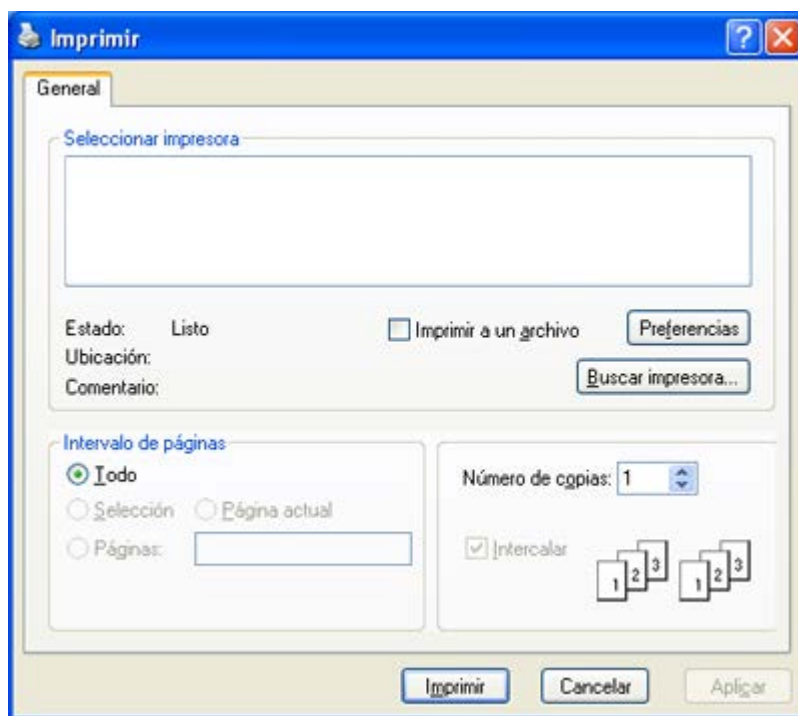 Imprimir
General
Seleccionar impresora
Estado: Listo
Imprimir a un archivo
Preferencias
Ubicación:
Buscar impresora...
Comentario:
Intervalo de páginas
Todo
Selección
Página actual
Páginas:
Número de copias: 1
Intercalar
1 2 3 1 2 3
Imprimir
Cancelar
Aplicar